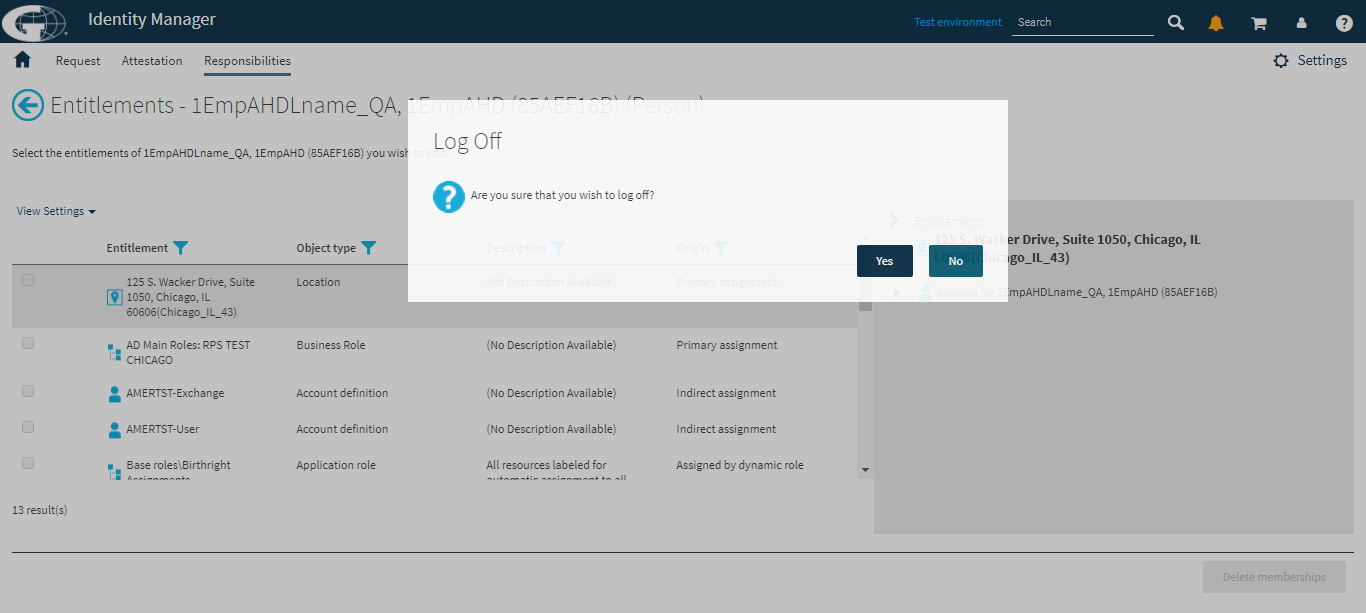 Identity Manager
Test environment
Search
Request
Attestation
Responsibilities
Settings
Entitlements - 1EmpAHDLname_QA, 1EmpAHD (85AEF16B) (Person)
Select the entitlements of 1EmpAHDLname_QA, 1EmpAHD (85AEF16B) you wish to edit.
Log Off
Are you sure that you wish to log off?
Yes
No
View Settings
Entitlement
Object type
Description
Origin
125 S. Wacker Drive, Suite
1050, Chicago, IL
60606(Chicago_IL_43)
Location
(No Description Available)
Primary assignment
AD Main Roles: RPS TEST
CHICAGO
Business Role
(No Description Available)
Primary assignment
AMERTST-Exchange
Account definition
(No Description Available)
Indirect assignment
AMERTST-User
Account definition
(No Description Available)
Indirect assignment
Base roles\Birthright
Assignments
Application role
All resources labeled for
automatic assignment to all
Assigned by dynamic role
Entitlement:
125 S. Wacker Drive, Suite 1050, Chicago, IL
60606(Chicago_IL_43)
Analysis for 1EmpAHDLname_QA, 1EmpAHD (85AEF16B)
13 result(s)
Delete memberships